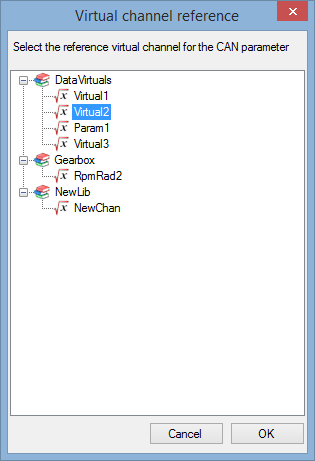 Virtual channel reference
Select the reference virtual channel for the CAN parameter
DataVirtuals
Virtual1
Virtual2
Param1
Virtual3
Gearbox
RpmRad2
NewLib
NewChan
Cancel OK